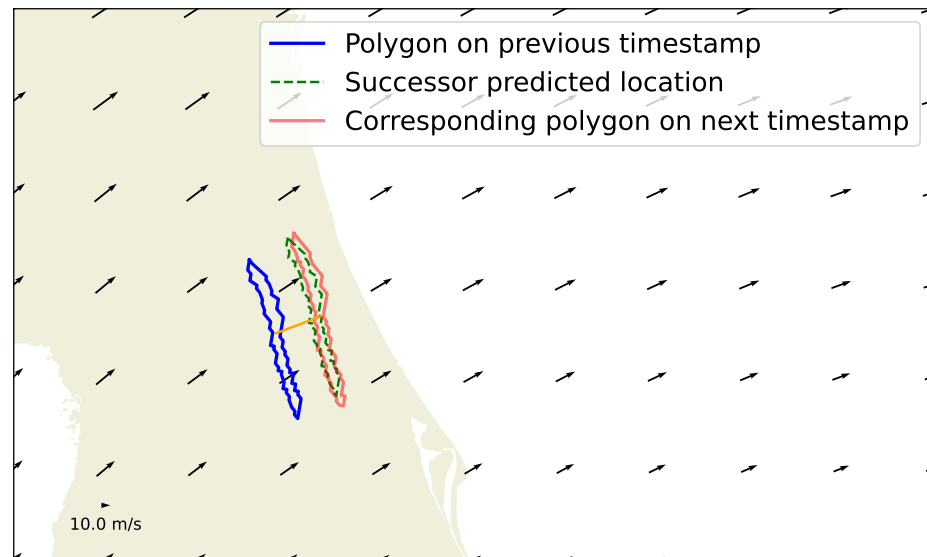 Polygon on previous timestamp
Successor predicted location
Corresponding polygon on next timestamp
10.0 m/s